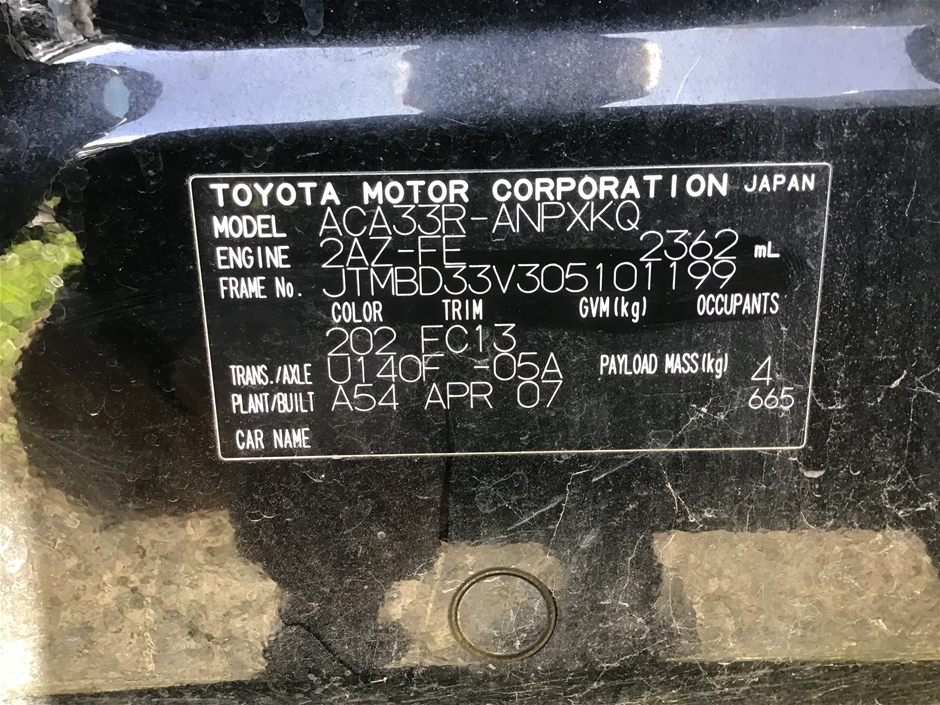 TOYOTA MOTOR CORPORATION JAPAN
MODEL ACA33R-ANPXKQ
ENGINE 2AZ-FE 2362 mL
FRAME No. JTMBD33V305101199
COLOR TRIM GVM(kg) OCCUPANTS
202 FC13
TRANS./AXLE U140F -05A PAYLOAD MASS(kg) 4
PLANT/BUILT A54 APR 07 665
CAR NAME